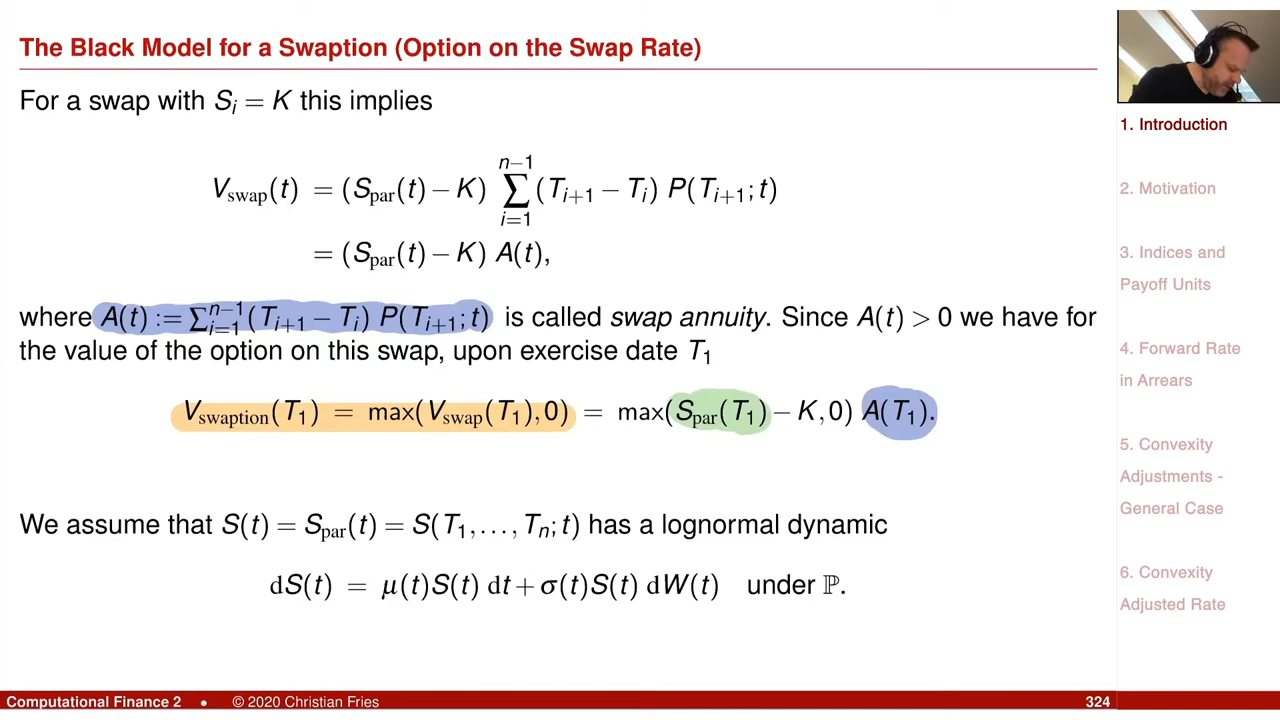 The Black Model for a Swaption (Option on the Swap Rate)
For a swap with S_i = K this implies
V_swap(t) = (S_par(t) − K) ∑_{i=1}^{n−1} (T_{i+1} − T_i) P(T_{i+1}; t)
= (S_par(t) − K) A(t),
where A(t) := ∑_{i=1}^{n−1} (T_{i+1} − T_i) P(T_{i+1}; t) is called swap annuity. Since A(t) > 0 we have for
the value of the option on this swap, upon exercise date T_1
V_swaption(T_1) = max(V_swap(T_1), 0) = max(S_par(T_1) − K, 0) A(T_1).
We assume that S(t) = S_par(t) = S(T_1, …, T_n; t) has a lognormal dynamic
dS(t) = μ(t)S(t) dt + σ(t)S(t) dW(t) under ℙ.
1. Introduction
2. Motivation
3. Indices and
Payoff Units
4. Forward Rate
in Arrears
5. Convexity
Adjustments -
General Case
6. Convexity
Adjusted Rate
Computational Finance 2 • © 2020 Christian Fries 324